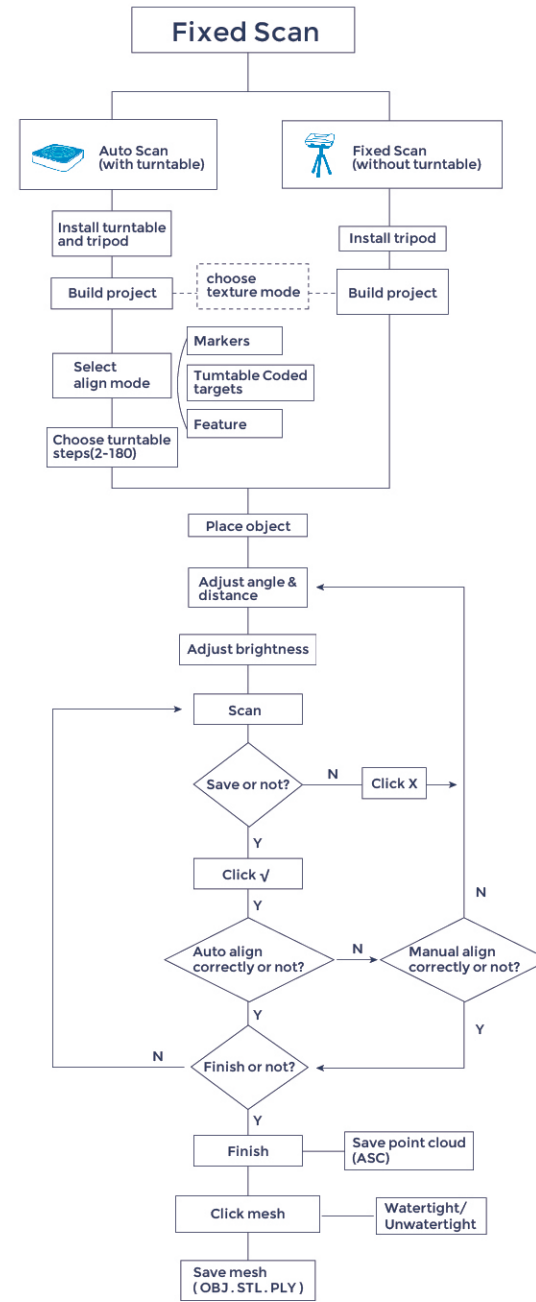 Fixed Scan
Auto Scan
(with turntable)
Fixed Scan
(without turntable)
Install turntable
and tripod
Install tripod
Build project
choose
texture mode
Build project
Select
align mode
Markers
Tumtable Coded
targets
Feature
Choose turntable
steps(2-180)
Place object
Adjust angle &
distance
Adjust brightness
Scan
Save or not?
N
Click X
Y
Click √
Y
N
Auto align
correctly or not?
N
Manual align
correctly or not?
Y
Y
N
Finish or not?
Y
Finish
Save point cloud
(ASC)
Click mesh
Watertight/
Unwatertight
Save mesh
(OBJ.STL.PLY)